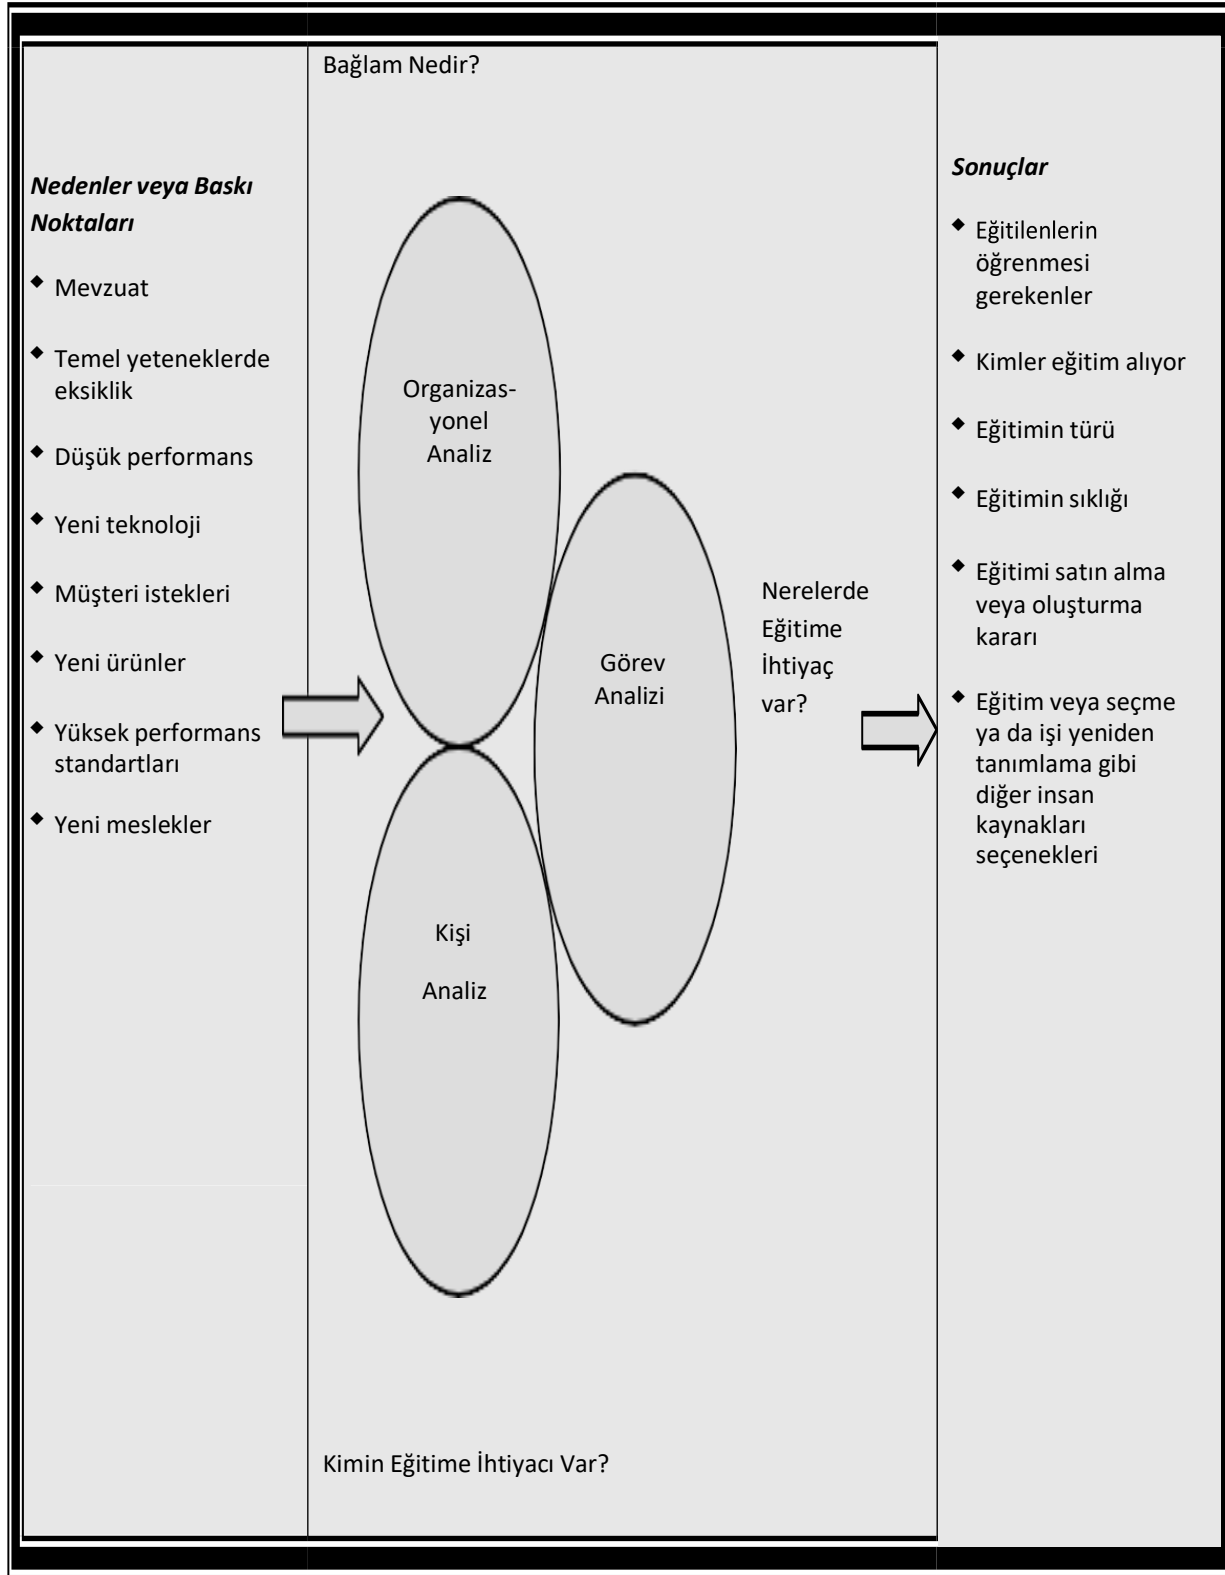 Bağlam Nedir?
Nedenler veya Baskı
Noktaları
◆ Mevzuat
◆ Temel yeteneklerde
eksiklik
◆ Düşük performans
◆ Yeni teknoloji
◆ Müşteri istekleri
◆ Yeni ürünler
◆ Yüksek performans
standartları
◆ Yeni meslekler
Organizas-
yonel
Analiz
Görev
Analizi
Kişi
Analiz
Nerelerde
Eğitime
İhtiyaç
var?
Kimin Eğitime İhtiyacı Var?
Sonuçlar
◆ Eğitilenlerin
öğrenmesi
gerekenler
◆ Kimler eğitim alıyor
◆ Eğitimin türü
◆ Eğitimin sıklığı
◆ Eğitimi satın alma
veya oluşturma
kararı
◆ Eğitim veya seçme
ya da işi yeniden
tanımlama gibi
diğer insan
kaynakları
seçenekleri